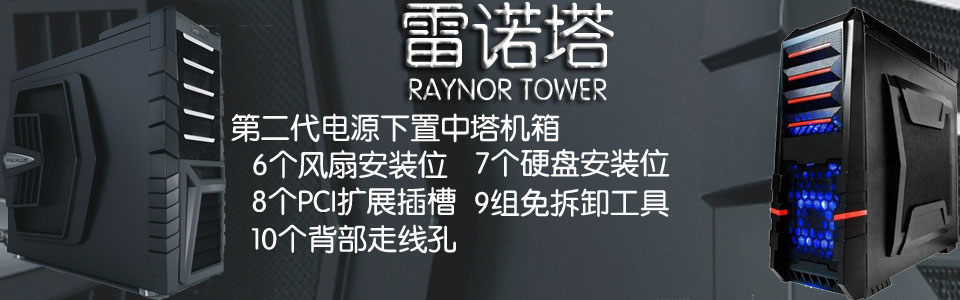 雷诺塔
RAYNOR TOWER
第二代电源下置中塔机箱
6个风扇安装位 7个硬盘安装位
8个PCI扩展插槽 9组免拆卸工具
10个背部走线孔